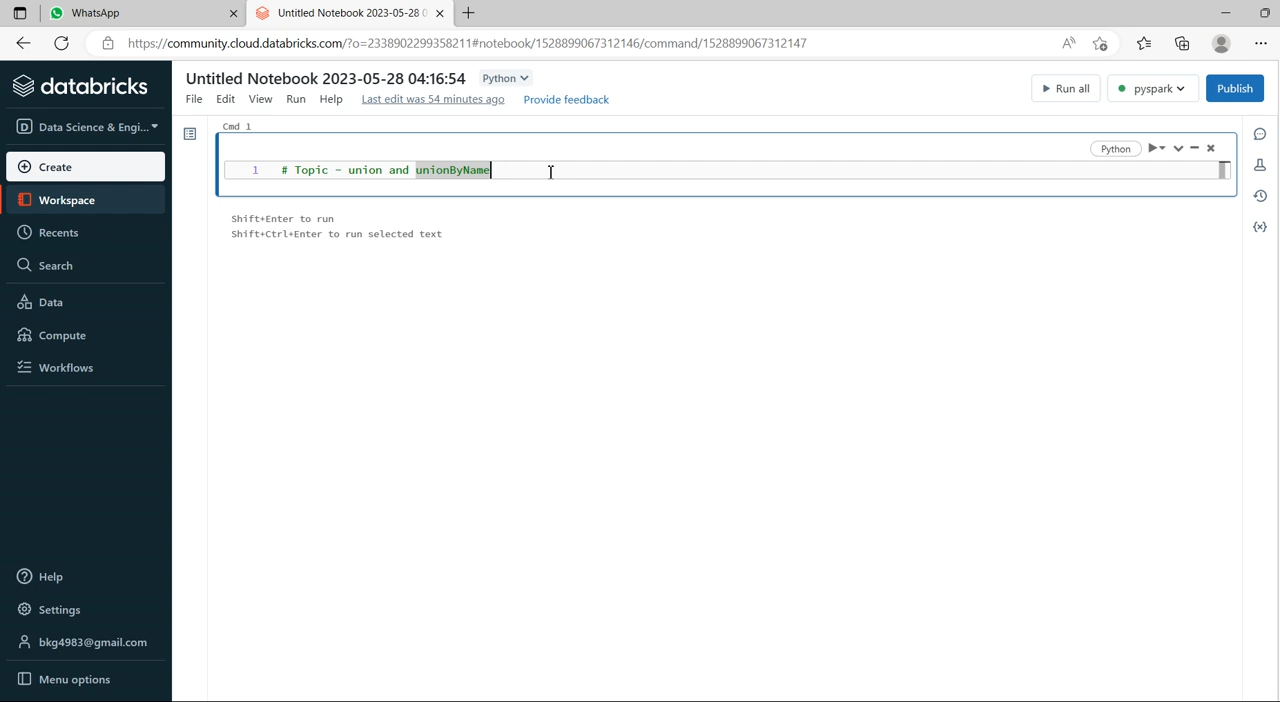 WhatsApp
Untitled Notebook 2023-05-28 0
https://community.cloud.databricks.com/?o=2338902299358211#notebook/1528899067312146/command/1528899067312147
databricks
Untitled Notebook 2023-05-28 04:16:54
Python
File Edit View Run Help Last edit was 54 minutes ago Provide feedback
Run all
pyspark
Publish
D Data Science & Engi...
Create
Workspace
Recents
Search
Data
Compute
Workflows
Help
Settings
bkg4983@gmail.com
Menu options
Cmd 1
Python
1 # Topic - union and unionByName
Shift+Enter to run
Shift+Ctrl+Enter to run selected text